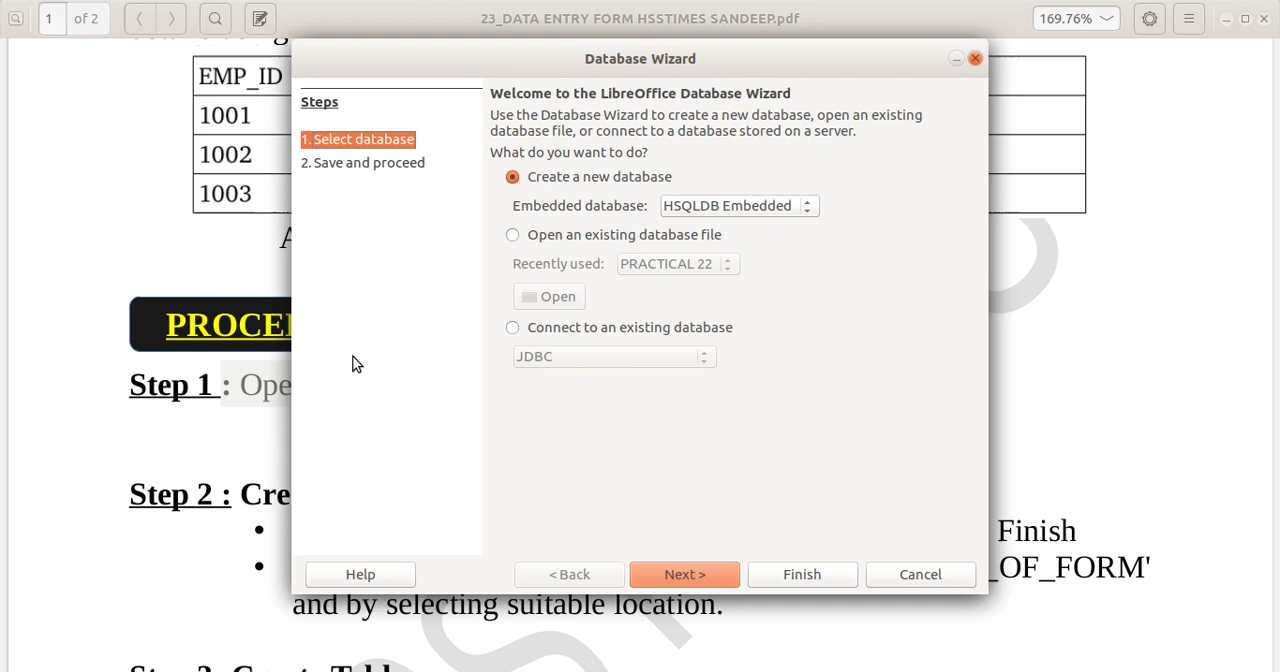 1 of 2 23_DATA ENTRY FORM HSSTIMES SANDEEP.pdf 169.76%
Database Wizard
EMP_ID
1001
1002
1003
A
PROCE
Step 1 : Ope
Step 2 : Cre
• Finish
• _OF_FORM'
and by selecting suitable location.
Steps
1. Select database
2. Save and proceed
Welcome to the LibreOffice Database Wizard
Use the Database Wizard to create a new database, open an existing
database file, or connect to a database stored on a server.
What do you want to do?
Create a new database
Embedded database: HSQLDB Embedded
Open an existing database file
Recently used: PRACTICAL 22
Open
Connect to an existing database
JDBC
Help < Back Next > Finish Cancel